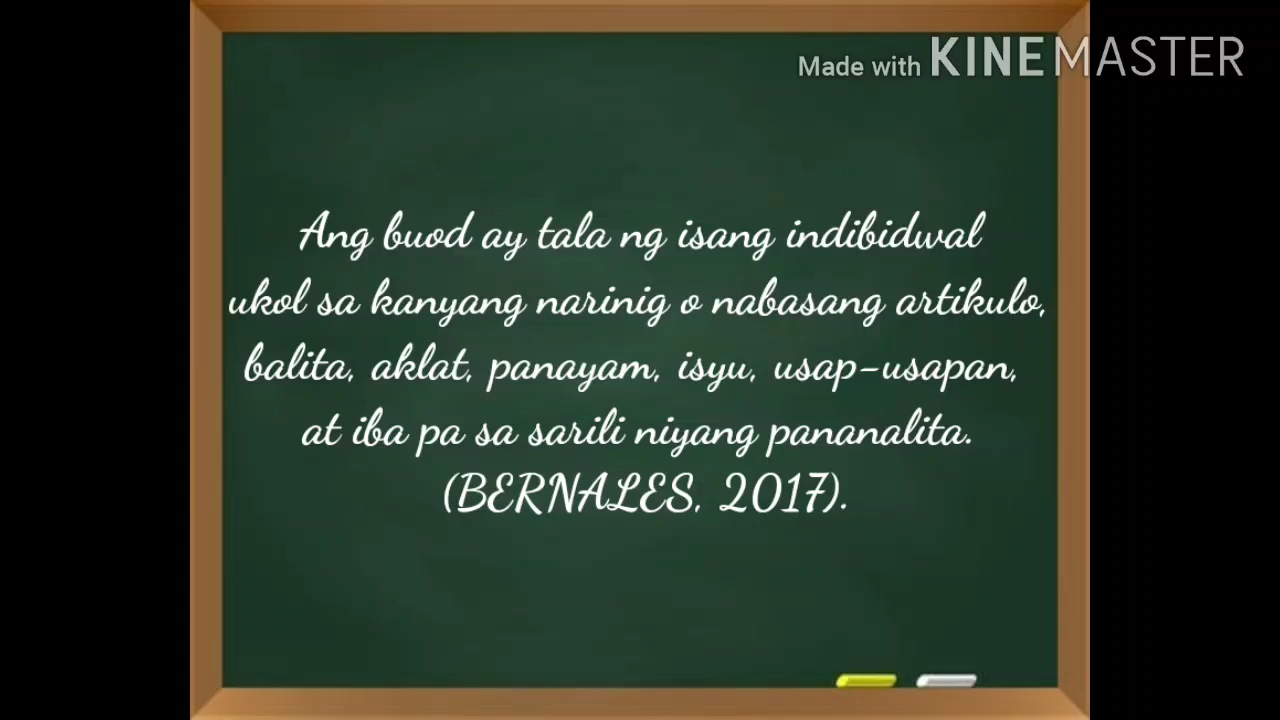 Made with KINEMASTER
Ang buod ay tala ng isang indibidwal
ukol sa kanyang narinig o nabasang artikulo,
balita, aklat, panayam, isyu, usap-usapan,
at iba pa sa sarili niyang pananalita.
(BERNALES, 2017).